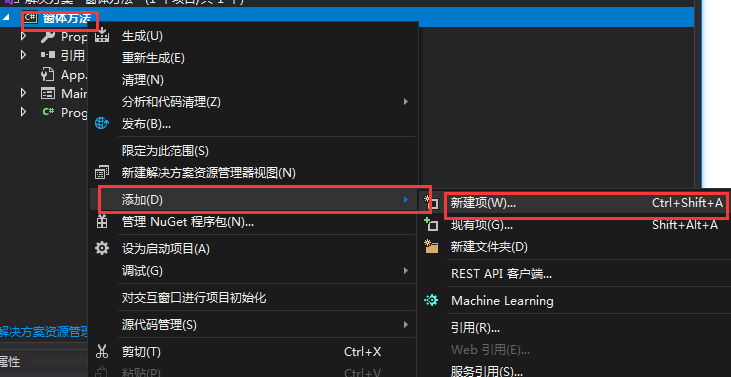 解决方案 "窗体方法" (1 个项目/共 1 个)
窗体方法
Prop
引用
App.
Main
Prog
生成(U)
重新生成(E)
清理(N)
分析和代码清理(Z)
发布(B)...
限定为此范围(S)
新建解决方案资源管理器视图(N)
添加(D)
管理 NuGet 程序包(N)...
设为启动项目(A)
调试(G)
对交互窗口进行项目初始化
源代码管理(S)
剪切(T) Ctrl+X
粘贴(P) Ctrl+V
新建项(W)... Ctrl+Shift+A
现有项(G)... Shift+Alt+A
新建文件夹(D)
REST API 客户端...
Machine Learning
引用(R)...
Web 引用(E)...
服务引用(S)...
解决方案资源管
属性